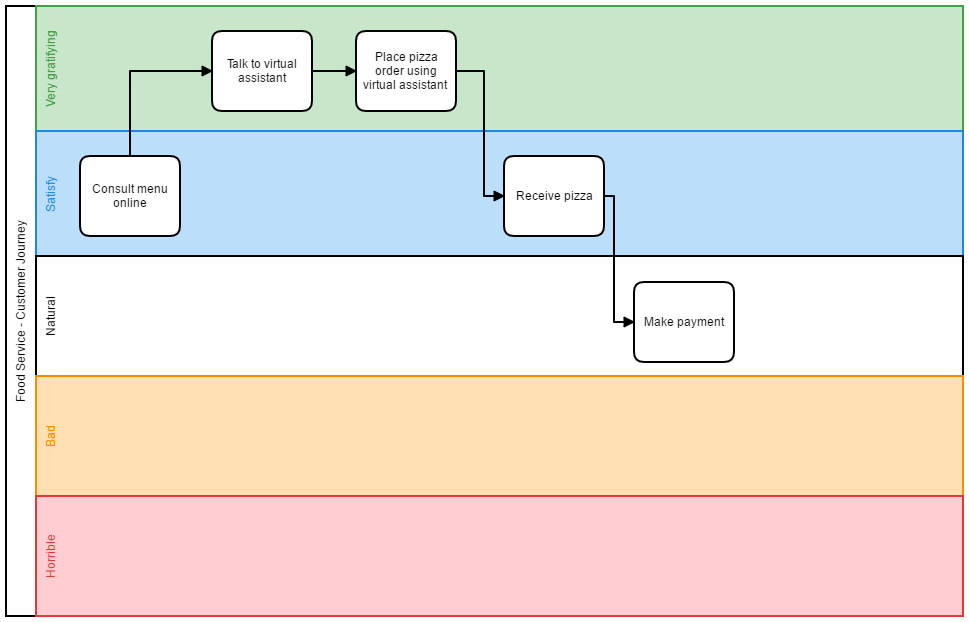 Food Service - Customer Journey
Very gratifying
Talk to virtual
assistant
Place pizza
order using
virtual assistant
Satisfy
Consult menu
online
Receive pizza
Natural
Make payment
Bad
Horrible